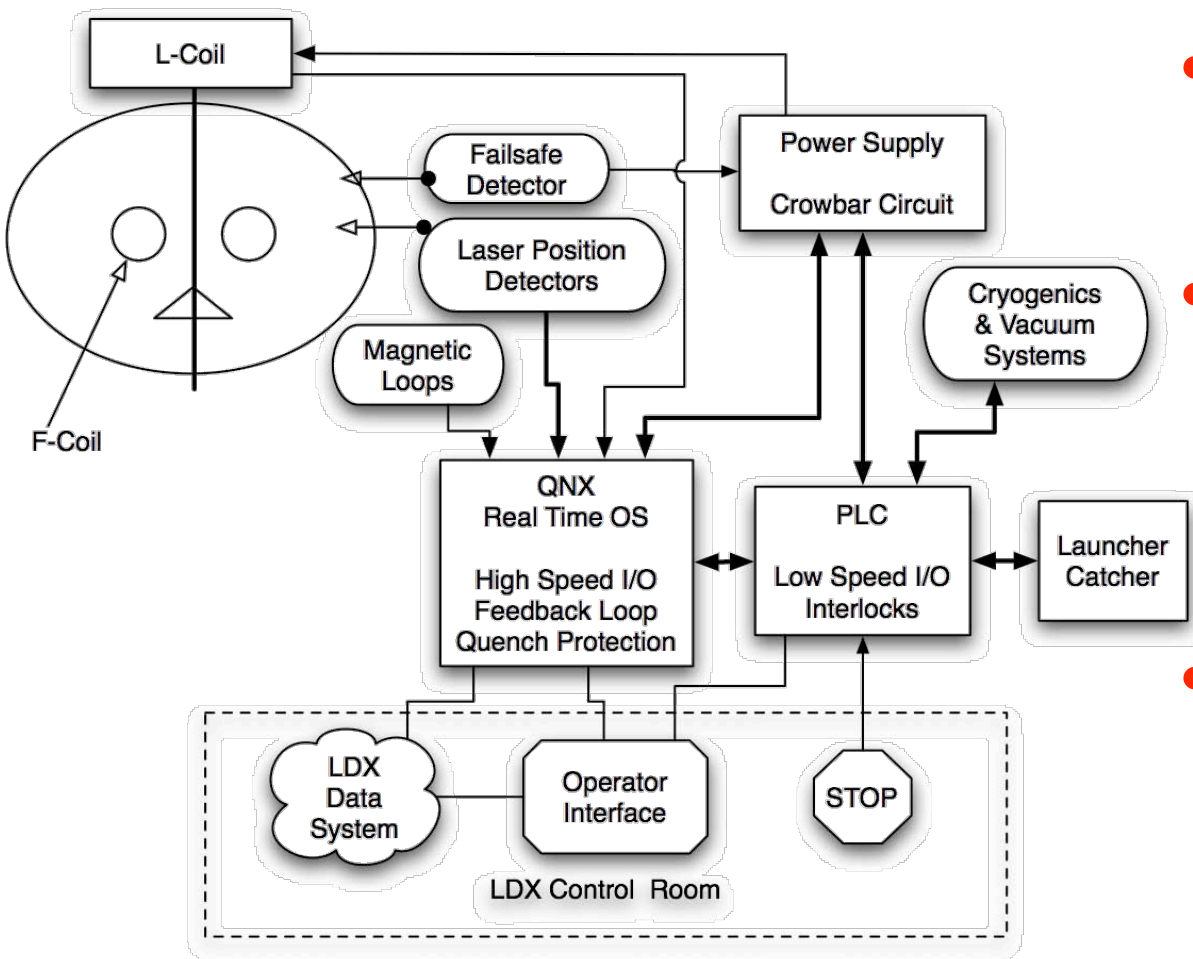 L-Coil
Failsafe
Detector
Power Supply
Crowbar Circuit
Laser Position
Detectors
Cryogenics
& Vacuum
Systems
Magnetic
Loops
F-Coil
QNX
Real Time OS
High Speed I/O
Feedback Loop
Quench Protection
PLC
Low Speed I/O
Interlocks
Launcher
Catcher
LDX
Data
System
Operator
Interface
STOP
LDX Control Room